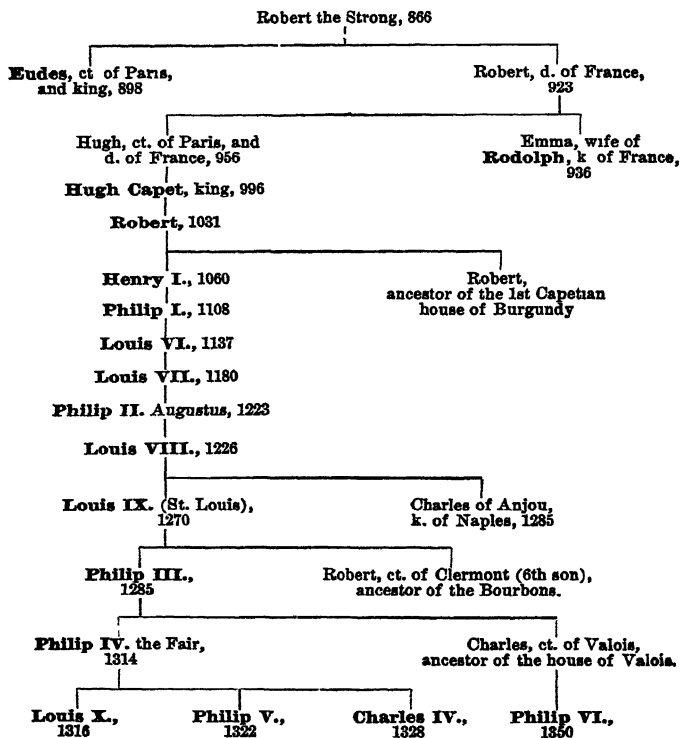 Robert the Strong, 866
Eudes, ct of Paris,
and king, 898
Robert, d. of France,
923
Hugh, ct. of Paris, and
d. of France, 956
Emma, wife of
Rodolph, k of France,
936
Hugh Capet, king, 996
Robert, 1031
Henry I., 1060
Robert,
ancestor of the 1st Capetian
house of Burgundy
Philip I., 1108
Louis VI., 1137
Louis VII., 1180
Philip II. Augustus, 1223
Louis VIII., 1226
Louis IX. (St. Louis),
1270
Charles of Anjou,
k. of Naples, 1285
Philip III.,
1285
Robert, ct. of Clermont (6th son),
ancestor of the Bourbons.
Philip IV. the Fair,
1314
Charles, ct. of Valois,
ancestor of the house of Valois.
Louis X.,
1316
Philip V.,
1322
Charles IV.,
1328
Philip VI.,
1350